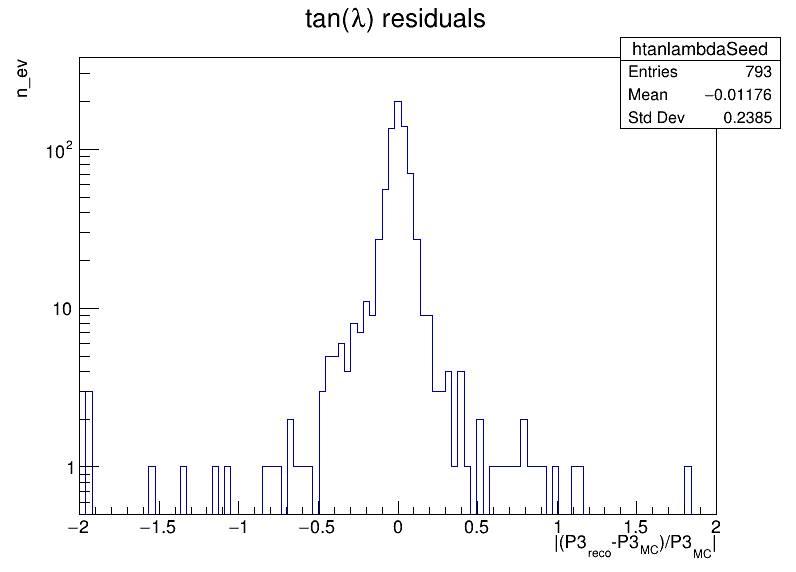 tan(λ) residuals
htanlambdaSeed
Entries 793
Mean −0.01176
Std Dev 0.2385
n_ev
10²
10
1
−2 −1.5 −1 −0.5 0 0.5 1 1.5 2
|(P3reco-P3MC)/P3MC|